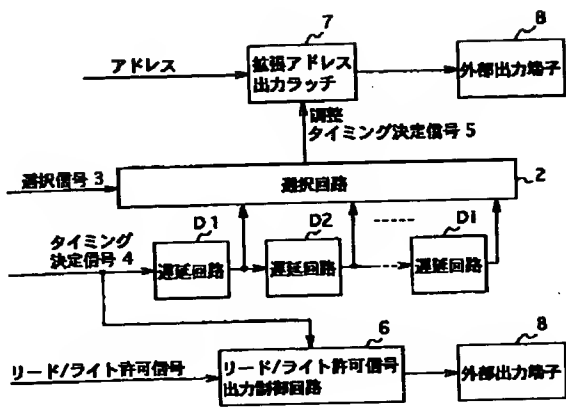 7
8
アドレス
拡張アドレス
出力ラッチ
外部出力端子
調整
タイミング決定信号 5
選択信号 3
選択回路
2
D1
D2
Di
タイミング
決定信号 4
遅延回路
遅延回路
遅延回路
6
8
リード/ライト許可信号
リード/ライト許可信号
出力制御回路
外部出力端子